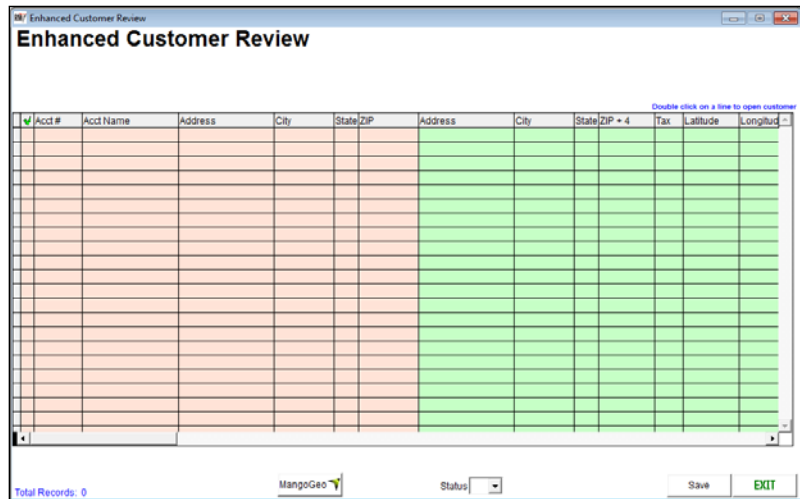 Enhanced Customer Review
Enhanced Customer Review
Double click on a line to open customer
Acct # Acct Name Address City State ZIP Address City State ZIP + 4 Tax Latitude Longitud
Total Records: 0 MangoGeo Status Save EXIT